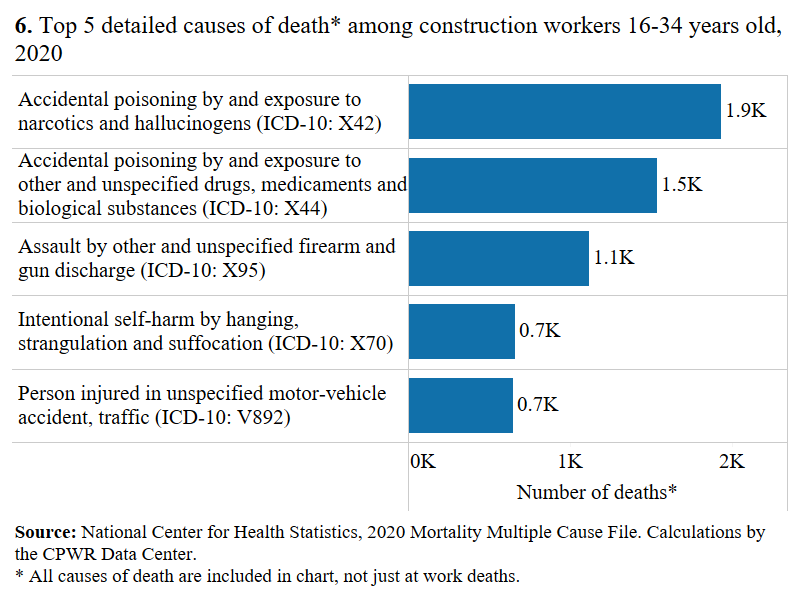 6. Top 5 detailed causes of death* among construction workers 16-34 years old,
2020
Accidental poisoning by and exposure to
narcotics and hallucinogens (ICD-10: X42)
1.9K
Accidental poisoning by and exposure to
other and unspecified drugs, medicaments and
biological substances (ICD-10: X44)
1.5K
Assault by other and unspecified firearm and
gun discharge (ICD-10: X95)
1.1K
Intentional self-harm by hanging,
strangulation and suffocation (ICD-10: X70)
0.7K
Person injured in unspecified motor-vehicle
accident, traffic (ICD-10: V892)
0.7K
0K 1K 2K
Number of deaths*
Source: National Center for Health Statistics, 2020 Mortality Multiple Cause File. Calculations by
the CPWR Data Center.
* All causes of death are included in chart, not just at work deaths.